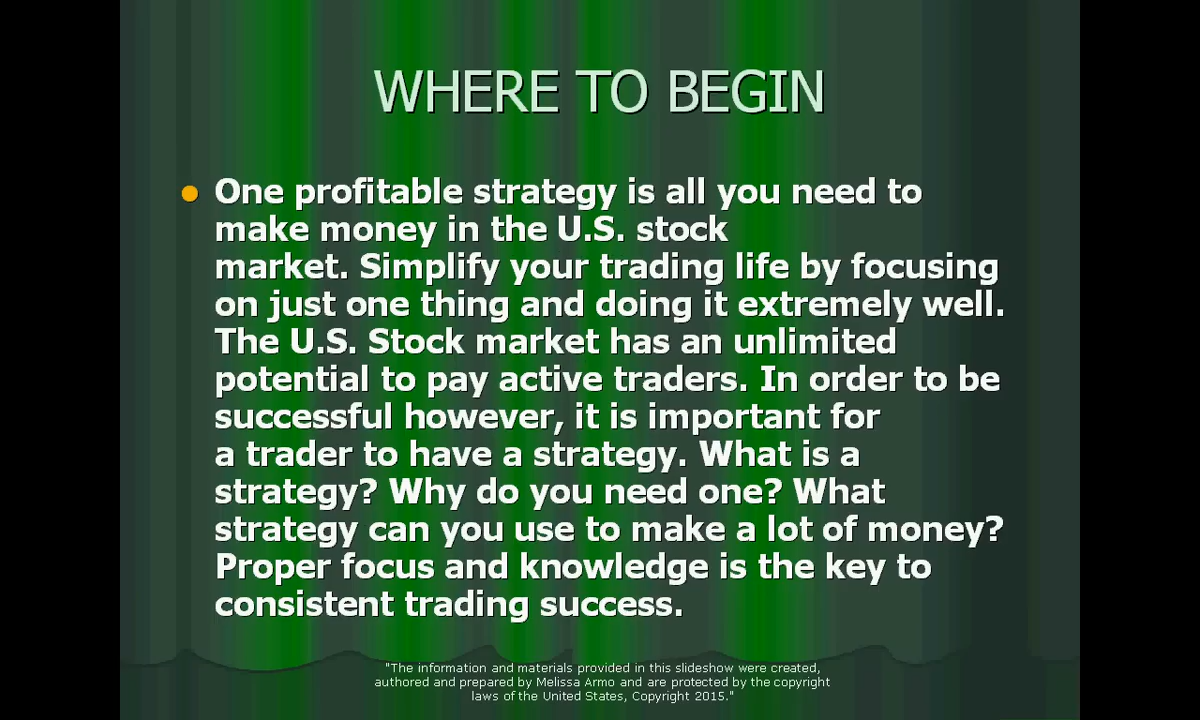 WHERE TO BEGIN
One profitable strategy is all you need to
make money in the U.S. stock
market. Simplify your trading life by focusing
on just one thing and doing it extremely well.
The U.S. Stock market has an unlimited
potential to pay active traders. In order to be
successful however, it is important for
a trader to have a strategy. What is a
strategy? Why do you need one? What
strategy can you use to make a lot of money?
Proper focus and knowledge is the key to
consistent trading success.
"The information and materials provided in this slideshow were created,
authored and prepared by Melissa Armo and are protected by the copyright
laws of the United States, Copyright 2015."